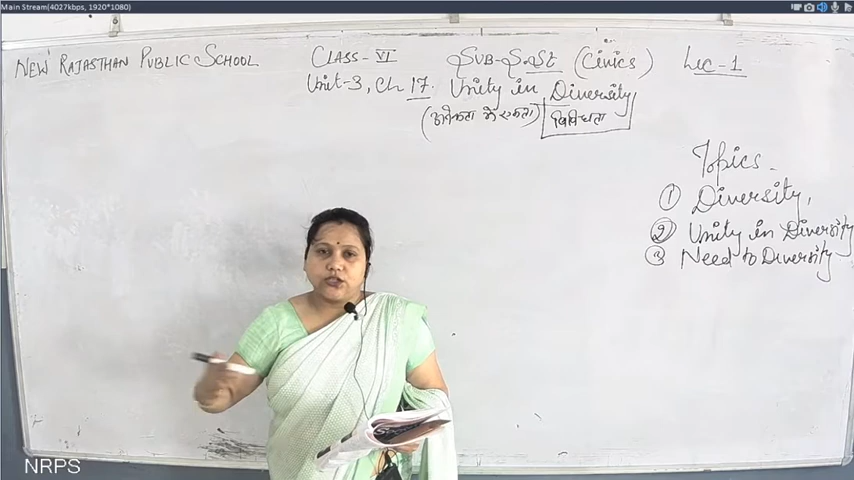 Main Stream(4027kbps, 1920*1080)
NEW RAJASTHAN PUBLIC SCHOOL CLASS-VI SUB-S.St (Civics) Lec-1
Unit-3, Ch 17. Unity in Diversity
(अनेकता में एकता) विविधता
Topics -
① Diversity,
② Unity in Diversity
③ Need to Diversity
NRPS